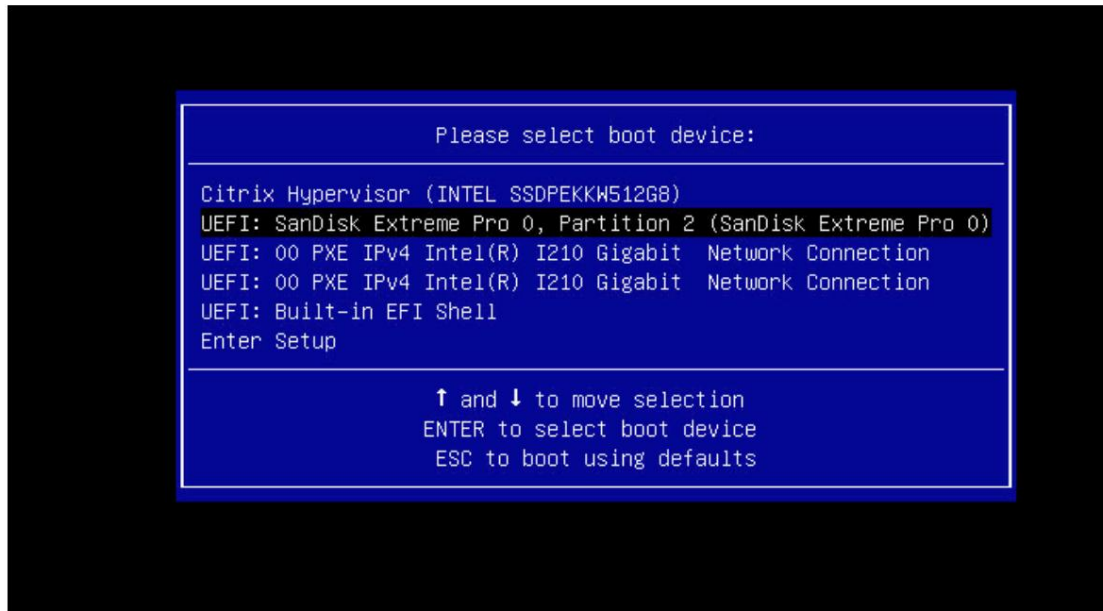 Please select boot device:
Citrix Hypervisor (INTEL SSDPEKKW512G8)
UEFI: SanDisk Extreme Pro 0, Partition 2 (SanDisk Extreme Pro 0)
UEFI: 00 PXE IPv4 Intel(R) I210 Gigabit  Network Connection
UEFI: 00 PXE IPv4 Intel(R) I210 Gigabit  Network Connection
UEFI: Built-in EFI Shell
Enter Setup
↑ and ↓ to move selection
ENTER to select boot device
ESC to boot using defaults